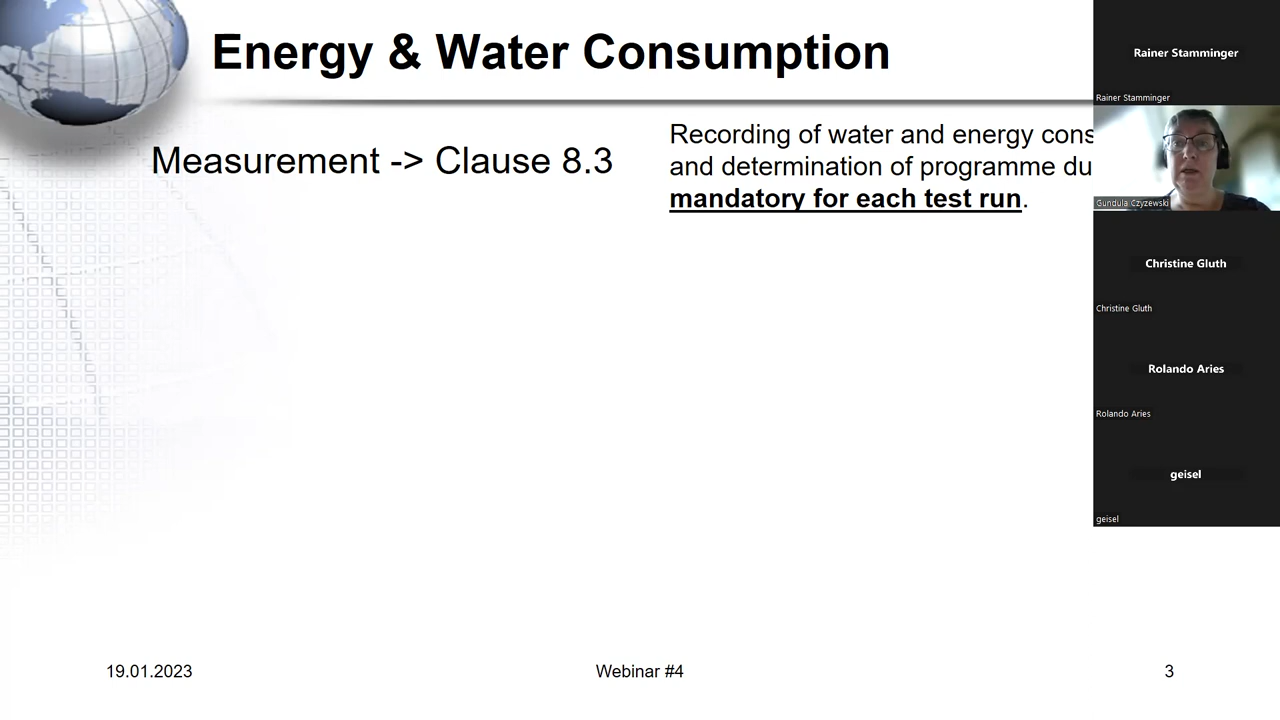 Energy & Water Consumption
Measurement -> Clause 8.3
Recording of water and energy cons
and determination of programme du
mandatory for each test run.
Rainer Stamminger
Rainer Stamminger
Gundula Czyzewski
Christine Gluth
Christine Gluth
Rolando Aries
Rolando Aries
geisel
geisel
19.01.2023
Webinar #4
3